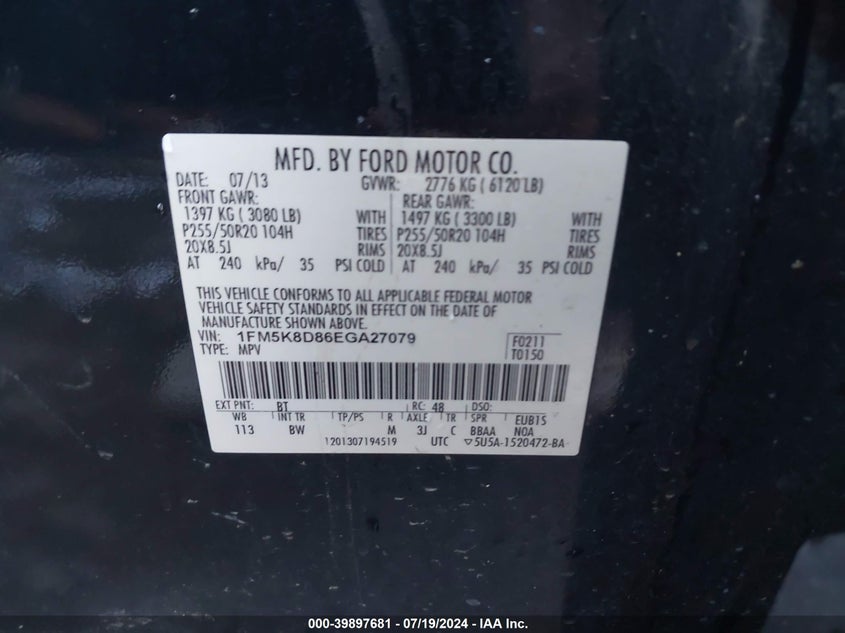 MFD. BY FORD MOTOR CO.
DATE: 07/13 GVWR: 2776 KG ( 6120 LB)
FRONT GAWR: REAR GAWR:
1397 KG ( 3080 LB) WITH 1497 KG ( 3300 LB) WITH
P255/50R20 104H TIRES P255/50R20 104H TIRES
20X8.5J RIMS 20X8.5J RIMS
AT 240 kPa/ 35 PSI COLD AT 240 kPa/ 35 PSI COLD
THIS VEHICLE CONFORMS TO ALL APPLICABLE FEDERAL MOTOR
VEHICLE SAFETY STANDARDS IN EFFECT ON THE DATE OF
MANUFACTURE SHOWN ABOVE.
VIN: 1FM5K8D86EGA27079 F0211
TYPE: MPV T0150
EXT PNT: BT RC: 48 DSO:
WB INT TR TP/PS R AXLE TR SPR EUB1S
113 BW M 3J C BBAA NOA
1201307194519 UTC ▽5U5A-1520472-BA
000-39897681 - 07/19/2024 - IAA Inc.